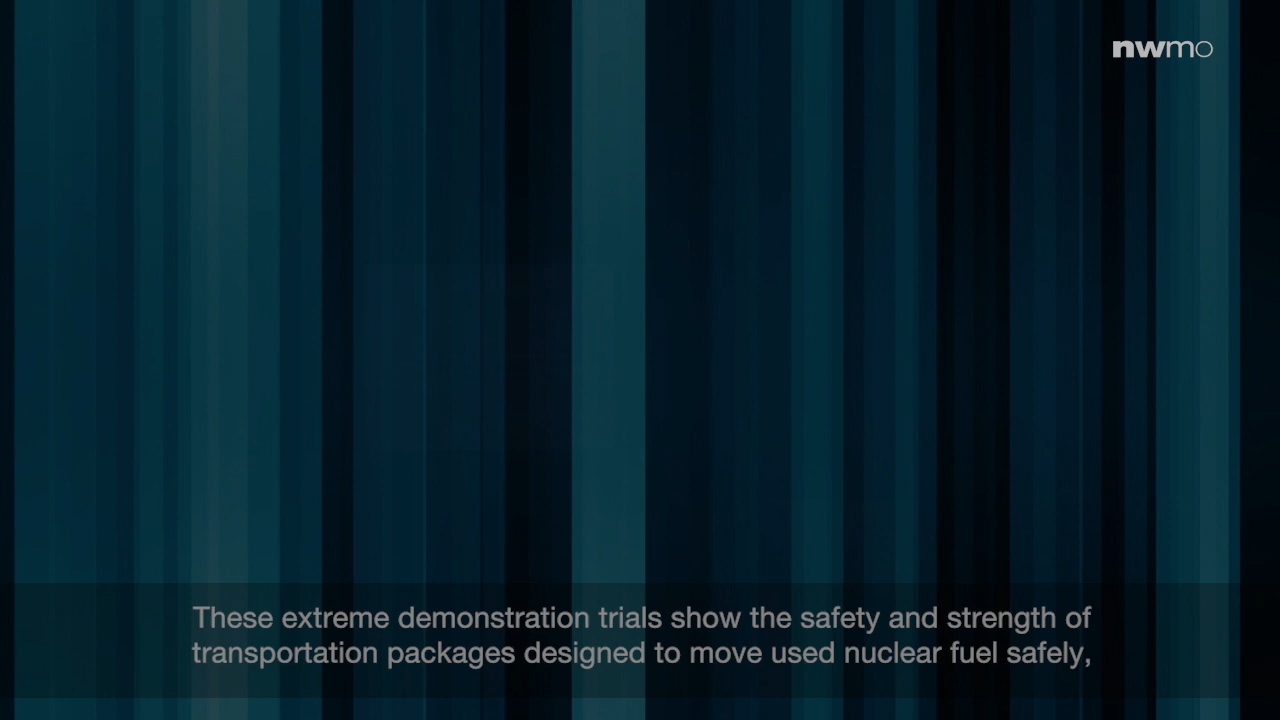 nwmo
These extreme demonstration trials show the safety and strength of
transportation packages designed to move used nuclear fuel safely,